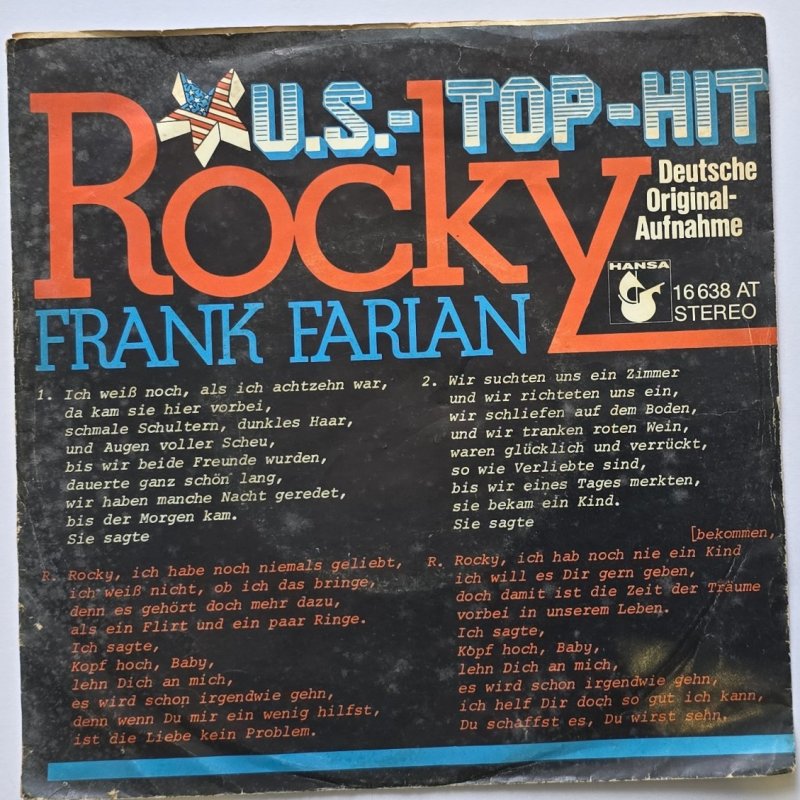 U.S.-TOP-HIT
Rocky
Deutsche
Original-
Aufnahme
HANSA
16 638 AT
STEREO
FRANK FARIAN
1. Ich weiß noch, als ich achtzehn war,
da kam sie hier vorbei,
schmale Schultern, dunkles Haar,
und Augen voller Scheu,
bis wir beide Freunde wurden,
dauerte ganz schön lang,
wir haben manche Nacht geredet,
bis der Morgen kam.
Sie sagte
R. Rocky, ich habe noch niemals geliebt,
ich weiß nicht, ob ich das bringe,
denn es gehört doch mehr dazu,
als ein Flirt und ein paar Ringe.
Ich sagte,
Kopf hoch, Baby,
lehn Dich an mich,
es wird schon irgendwie gehn,
denn wenn Du mir ein wenig hilfst,
ist die Liebe kein Problem.
2. Wir suchten uns ein Zimmer
und wir richteten uns ein,
wir schliefen auf dem Boden,
und wir tranken roten Wein,
waren glücklich und verrückt,
so wie Verliebte sind,
bis wir eines Tages merkten,
sie bekam ein Kind.
Sie sagte
[bekommen,
R. Rocky, ich hab noch nie ein Kind
ich will es Dir gern geben,
doch damit ist die Zeit der Träume
vorbei in unserem Leben.
Ich sagte,
Kopf hoch, Baby,
lehn Dich an mich,
es wird schon irgendwie gehn,
ich helf Dir doch so gut ich kann,
Du schaffst es, Du wirst sehn.